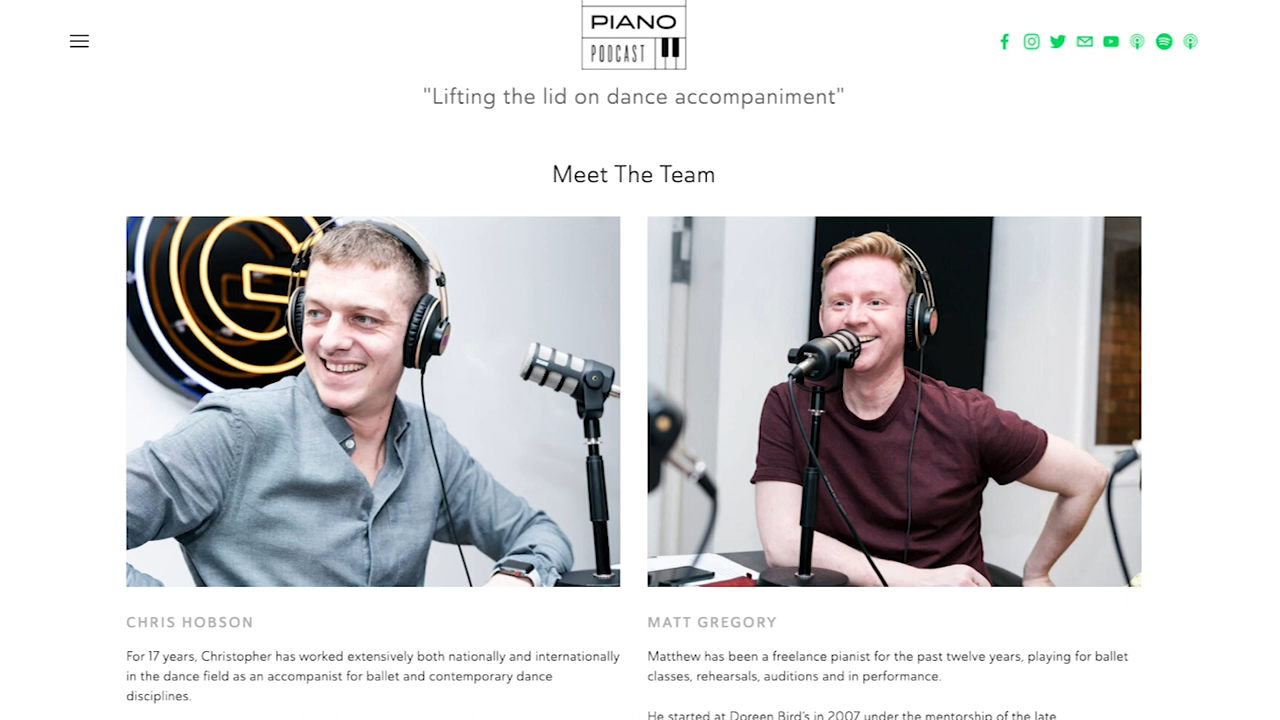 PIANO
PODCAST
"Lifting the lid on dance accompaniment"
Meet The Team
CHRIS HOBSON
For 17 years, Christopher has worked extensively both nationally and internationally
in the dance field as an accompanist for ballet and contemporary dance
disciplines.
MATT GREGORY
Matthew has been a freelance pianist for the past twelve years, playing for ballet
classes, rehearsals, auditions and in performance.
He started at Doreen Bird's in 2007 under the mentorship of the late